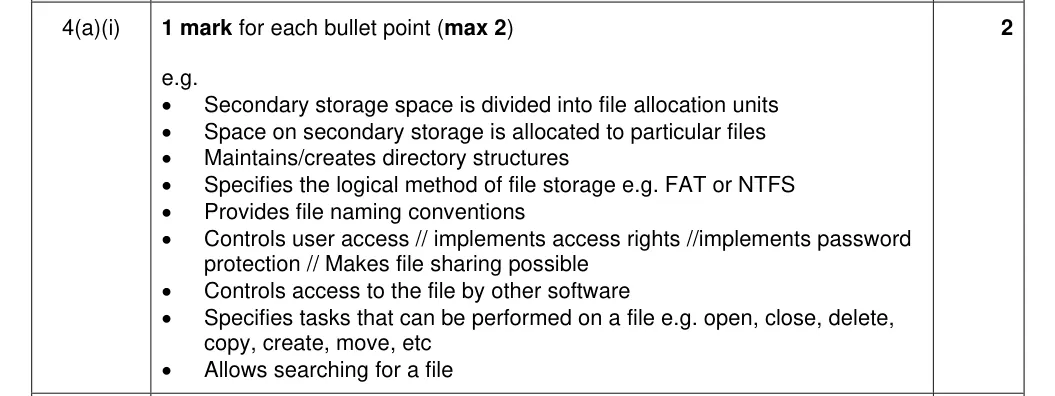 4(a)(i) 1 mark for each bullet point (max 2) 2
e.g.
• Secondary storage space is divided into file allocation units
• Space on secondary storage is allocated to particular files
• Maintains/creates directory structures
• Specifies the logical method of file storage e.g. FAT or NTFS
• Provides file naming conventions
• Controls user access // implements access rights //implements password
protection // Makes file sharing possible
• Controls access to the file by other software
• Specifies tasks that can be performed on a file e.g. open, close, delete,
copy, create, move, etc
• Allows searching for a file